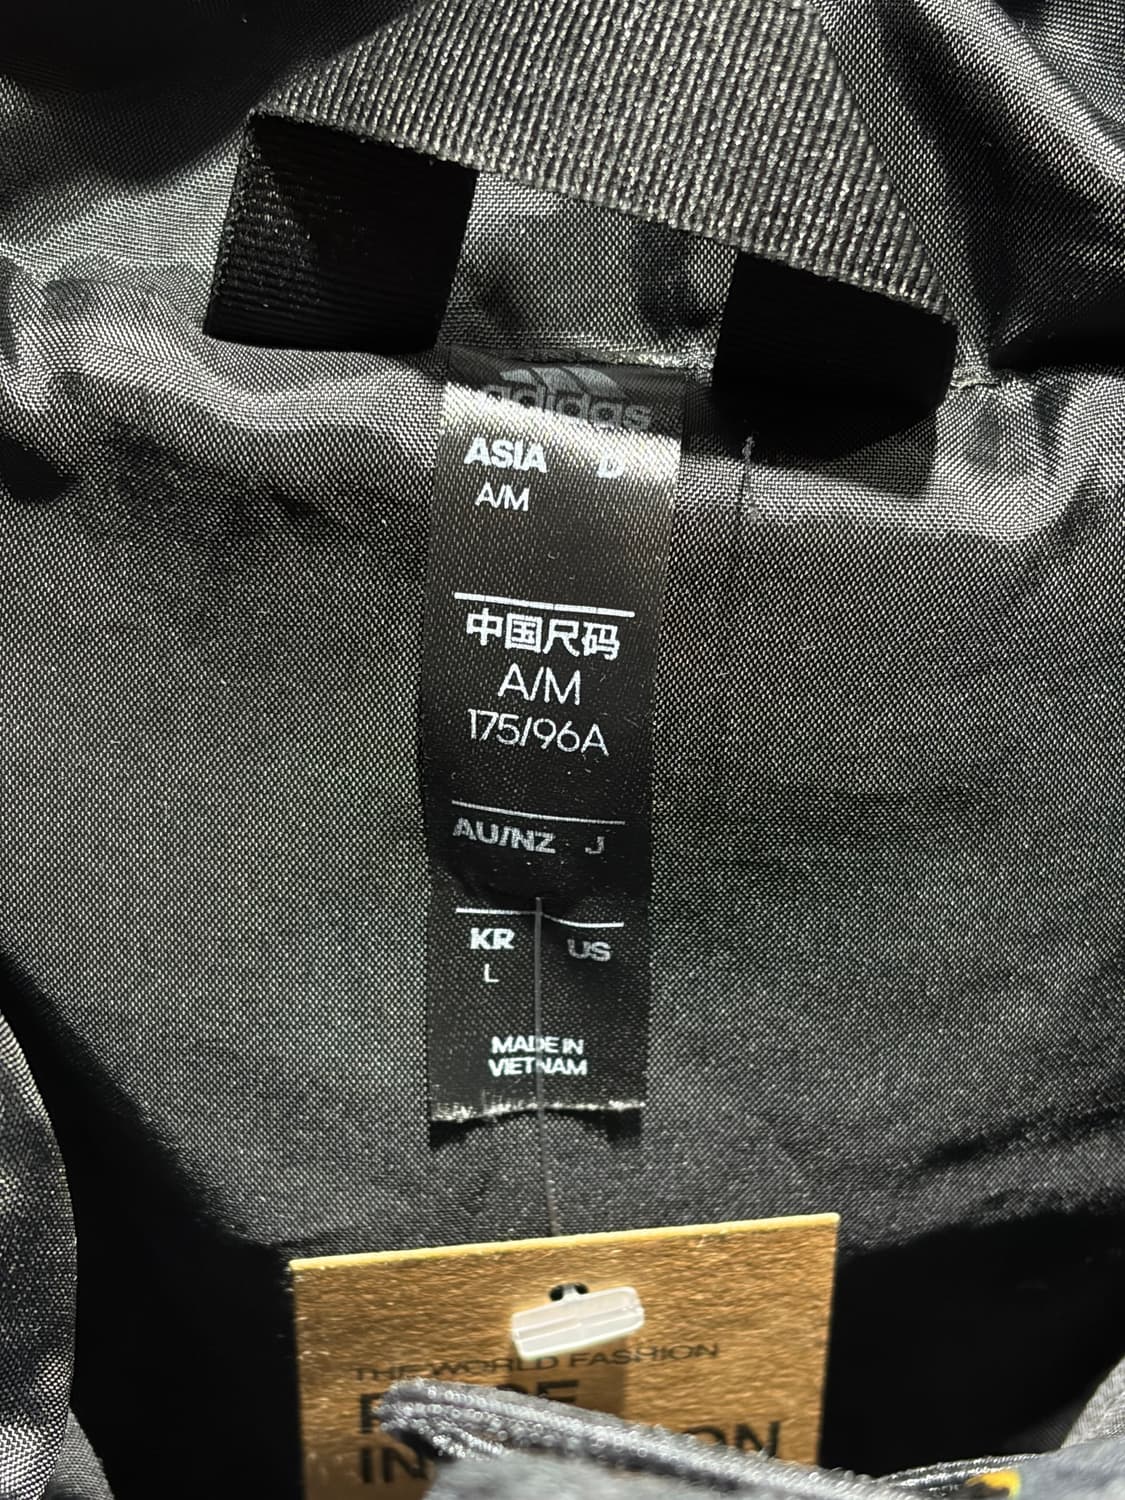 adidas
ASIA D
A/M
中国尺码
A/M
175/96A
AU/NZ J
KR US
L
MADE IN
VIETNAM
THE WORLD FASHION